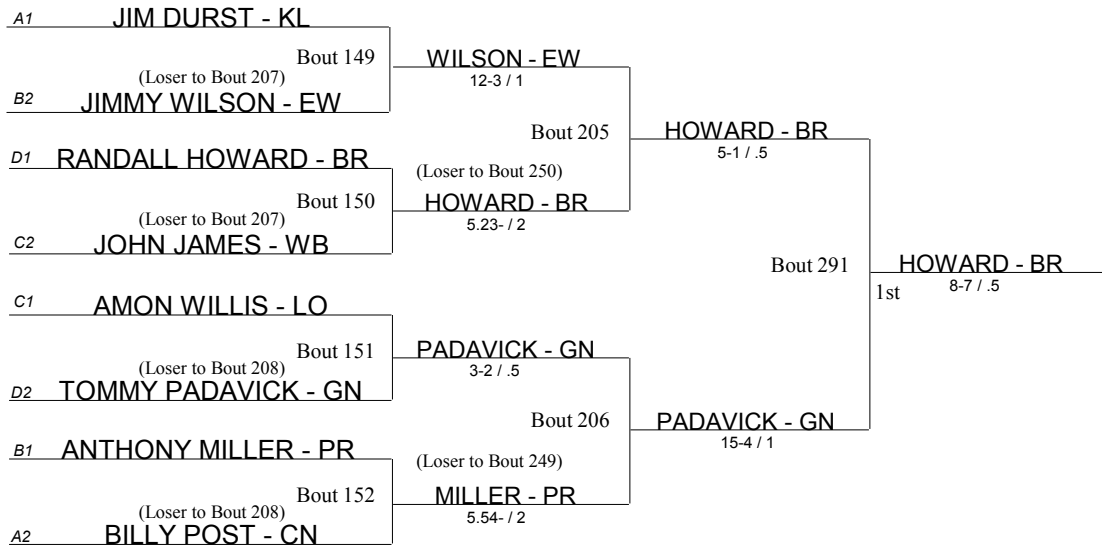 A1 JIM DURST - KL
Bout 149
(Loser to Bout 207)
B2 JIMMY WILSON - EW
WILSON - EW
12-3 / 1
D1 RANDALL HOWARD - BR
Bout 150
(Loser to Bout 207)
C2 JOHN JAMES - WB
HOWARD - BR
5.23- / 2
Bout 205
(Loser to Bout 250)
HOWARD - BR
5-1 / .5
C1 AMON WILLIS - LO
Bout 151
(Loser to Bout 208)
D2 TOMMY PADAVICK - GN
PADAVICK - GN
3-2 / .5
B1 ANTHONY MILLER - PR
Bout 152
(Loser to Bout 208)
A2 BILLY POST - CN
MILLER - PR
5.54- / 2
Bout 206
(Loser to Bout 249)
PADAVICK - GN
15-4 / 1
Bout 291
HOWARD - BR
1st
8-7 / .5